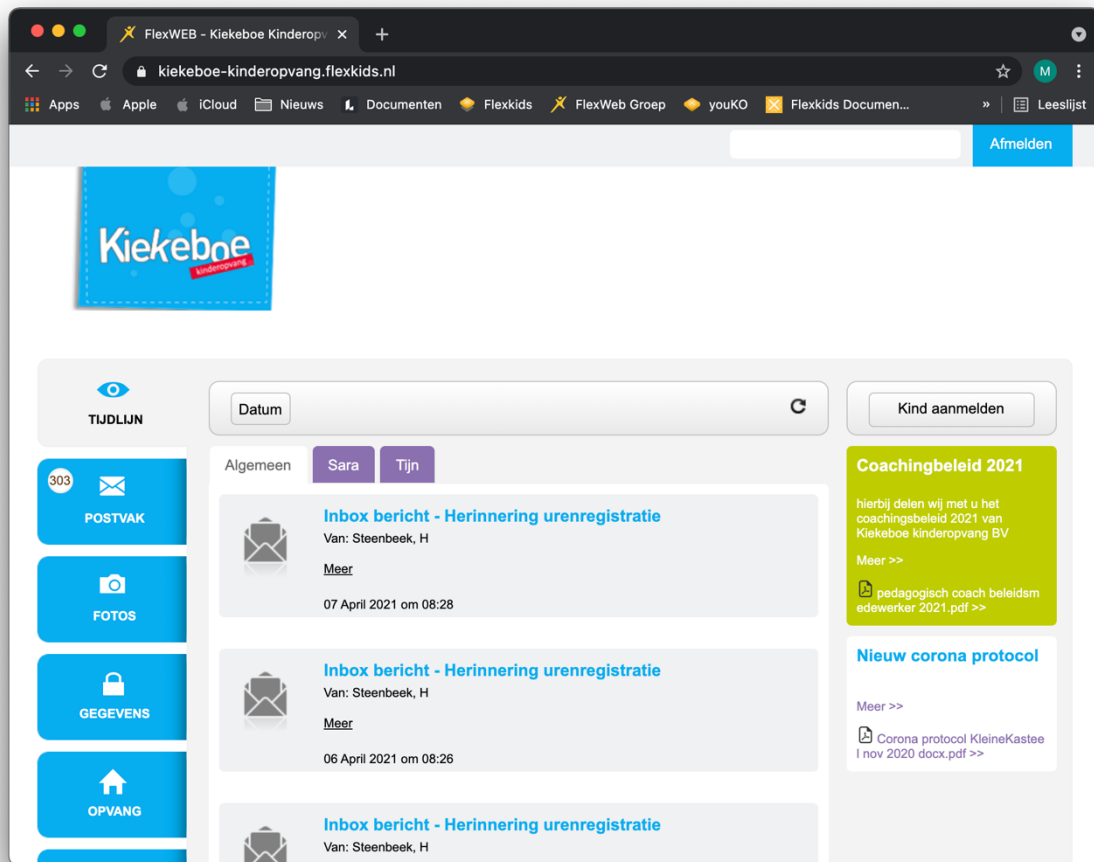 FlexWEB - Kiekeboe Kinderopv
kiekeboe-kinderopvang.flexkids.nl
M
Apps
Apple
iCloud
Nieuws
Documenten
Flexkids
FlexWeb Groep
youKO
Flexkids Documen...
»
Leeslijst
Afmelden
Kiekeboe
kinderopvang
TIJDLIJN
303
POSTVAK
FOTOS
GEGEVENS
OPVANG
Datum
Algemeen
Sara
Tijn
Inbox bericht - Herinnering urenregistratie
Van: Steenbeek, H
Meer
07 April 2021 om 08:28
Inbox bericht - Herinnering urenregistratie
Van: Steenbeek, H
Meer
06 April 2021 om 08:26
Inbox bericht - Herinnering urenregistratie
Van: Steenbeek, H
Kind aanmelden
Coachingbeleid 2021
hierbij delen wij met u het
coachingsbeleid 2021 van
Kiekeboe kinderopvang BV
Meer >>
pedagogisch coach beleidsm
edewerker 2021.pdf >>
Nieuw corona protocol
Meer >>
Corona protocol KleineKastee
l nov 2020 docx.pdf >>